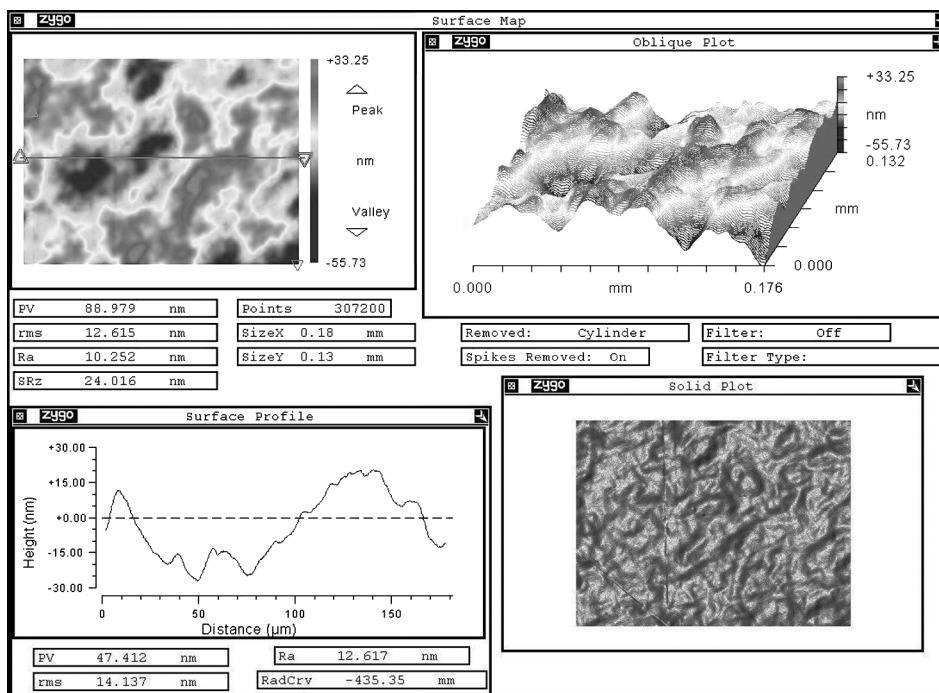 zygo Surface Map
+33.25
Peak
nm
Valley
-55.73
zygo Oblique Plot
+33.25
nm
-55.73
0.132
mm
0.000
0.000 mm 0.176
PV 88.979 nm
rms 12.615 nm
Ra 10.252 nm
SRz 24.016 nm
Points 307200
SizeX 0.18 mm
SizeY 0.13 mm
Removed: Cylinder
Filter: Off
Spikes Removed: On
Filter Type:
zygo Surface Profile
+30.00
+15.00
+0.00
-15.00
-30.00
Height (nm)
0 50 100 150
Distance (µm)
PV 47.412 nm
rms 14.137 nm
Ra 12.617 nm
RadCrv -435.35 mm
zygo Solid Plot